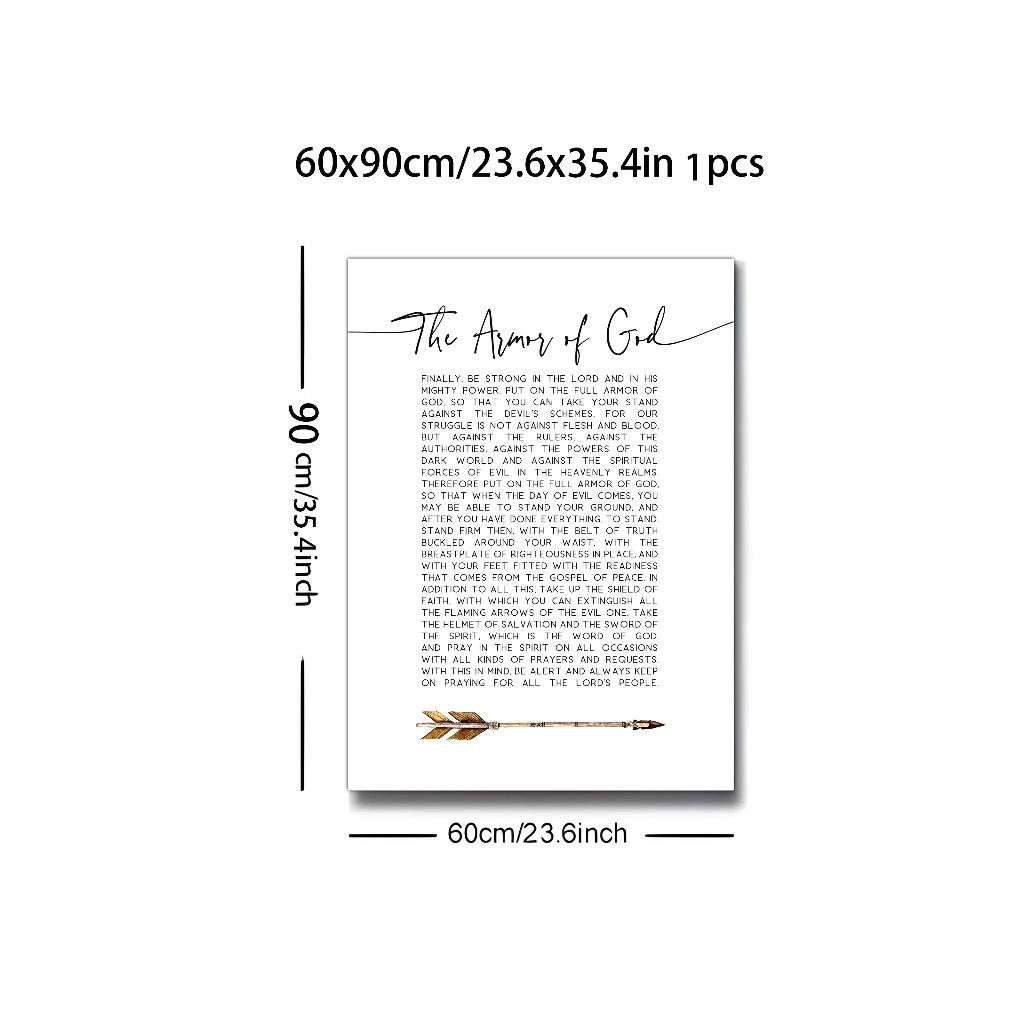 60x90cm/23.6x35.4in 1pcs
The Armor of God
FINALLY, BE STRONG IN THE LORD AND IN HIS
MIGHTY POWER. PUT ON THE FULL ARMOR OF
GOD, SO THAT YOU CAN TAKE YOUR STAND
AGAINST THE DEVIL'S SCHEMES. FOR OUR
STRUGGLE IS NOT AGAINST FLESH AND BLOOD,
BUT AGAINST THE RULERS, AGAINST THE
AUTHORITIES, AGAINST THE POWERS OF THIS
DARK WORLD AND AGAINST THE SPIRITUAL
FORCES OF EVIL IN THE HEAVENLY REALMS.
THEREFORE PUT ON THE FULL ARMOR OF GOD,
SO THAT WHEN THE DAY OF EVIL COMES, YOU
MAY BE ABLE TO STAND YOUR GROUND, AND
AFTER YOU HAVE DONE EVERYTHING, TO STAND.
STAND FIRM THEN, WITH THE BELT OF TRUTH
BUCKLED AROUND YOUR WAIST, WITH THE
BREASTPLATE OF RIGHTEOUSNESS IN PLACE, AND
WITH YOUR FEET FITTED WITH THE READINESS
THAT COMES FROM THE GOSPEL OF PEACE. IN
ADDITION TO ALL THIS, TAKE UP THE SHIELD OF
FAITH, WITH WHICH YOU CAN EXTINGUISH ALL
THE FLAMING ARROWS OF THE EVIL ONE. TAKE
THE HELMET OF SALVATION AND THE SWORD OF
THE SPIRIT, WHICH IS THE WORD OF GOD.
AND PRAY IN THE SPIRIT ON ALL OCCASIONS
WITH ALL KINDS OF PRAYERS AND REQUESTS.
WITH THIS IN MIND, BE ALERT AND ALWAYS KEEP
ON PRAYING FOR ALL THE LORD'S PEOPLE.
90 cm/35.4inch
60cm/23.6inch